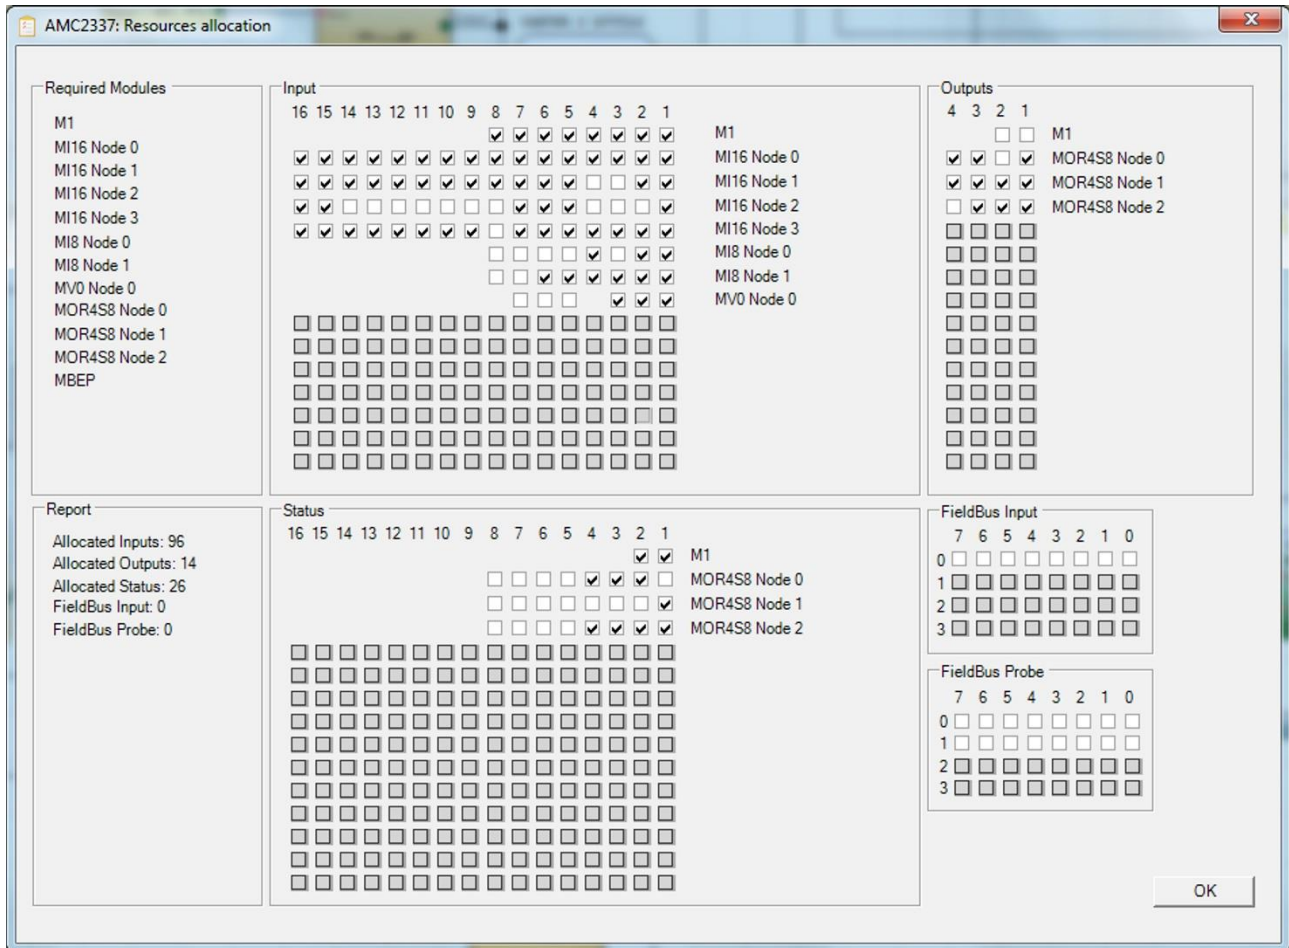 AMC2337: Resources allocation
x
Required Modules
M1
MI16 Node 0
MI16 Node 1
MI16 Node 2
MI16 Node 3
MI8 Node 0
MI8 Node 1
MV0 Node 0
MOR4S8 Node 0
MOR4S8 Node 1
MOR4S8 Node 2
MBEP
Input
16 15 14 13 12 11 10 9 8 7 6 5 4 3 2 1
M1
MI16 Node 0
MI16 Node 1
MI16 Node 2
MI16 Node 3
MI8 Node 0
MI8 Node 1
MV0 Node 0
Outputs
4 3 2 1
M1
MOR4S8 Node 0
MOR4S8 Node 1
MOR4S8 Node 2
Report
Allocated Inputs: 96
Allocated Outputs: 14
Allocated Status: 26
FieldBus Input: 0
FieldBus Probe: 0
Status
16 15 14 13 12 11 10 9 8 7 6 5 4 3 2 1
M1
MOR4S8 Node 0
MOR4S8 Node 1
MOR4S8 Node 2
FieldBus Input
7 6 5 4 3 2 1 0
0
1
2
3
FieldBus Probe
7 6 5 4 3 2 1 0
0
1
2
3
OK